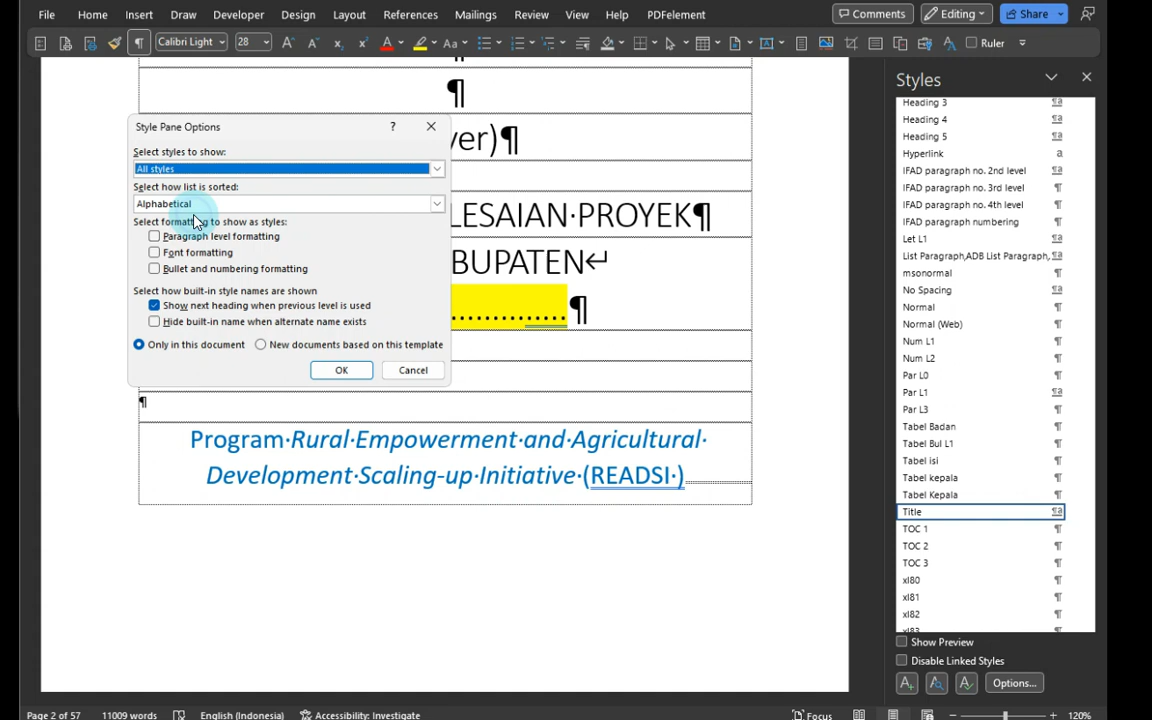 File Home Insert Draw Developer Design Layout References Mailings Review View Help PDFelement Comments Editing Share
Calibri Light 28 Aa Ruler
¶
ver)¶
LESAIAN·PROYEK¶
BUPATEN↵
..............¶
¶
Program·Rural·Empowerment·and·Agricultural·
Development·Scaling-up·Initiative·(READSI·)
Style Pane Options ?
Select styles to show:
All styles
Select how list is sorted:
Alphabetical
Select formatting to show as styles:
Paragraph level formatting
Font formatting
Bullet and numbering formatting
Select how built-in style names are shown
Show next heading when previous level is used
Hide built-in name when alternate name exists
Only in this document New documents based on this template
OK Cancel
Styles
Heading 3
Heading 4
Heading 5
Hyperlink
IFAD paragraph no. 2nd level
IFAD paragraph no. 3rd level
IFAD paragraph no. 4th level
IFAD paragraph numbering
Let L1
List Paragraph,ADB List Paragraph,
msonormal
No Spacing
Normal
Normal (Web)
Num L1
Num L2
Par L0
Par L1
Par L3
Tabel Badan
Tabel Bul L1
Tabel isi
Tabel kepala
Tabel Kepala
Title
TOC 1
TOC 2
TOC 3
xl80
xl81
xl82
xl83
Show Preview
Disable Linked Styles
Options...
Page 2 of 57 11009 words English (Indonesia) Accessibility: Investigate Focus 120%